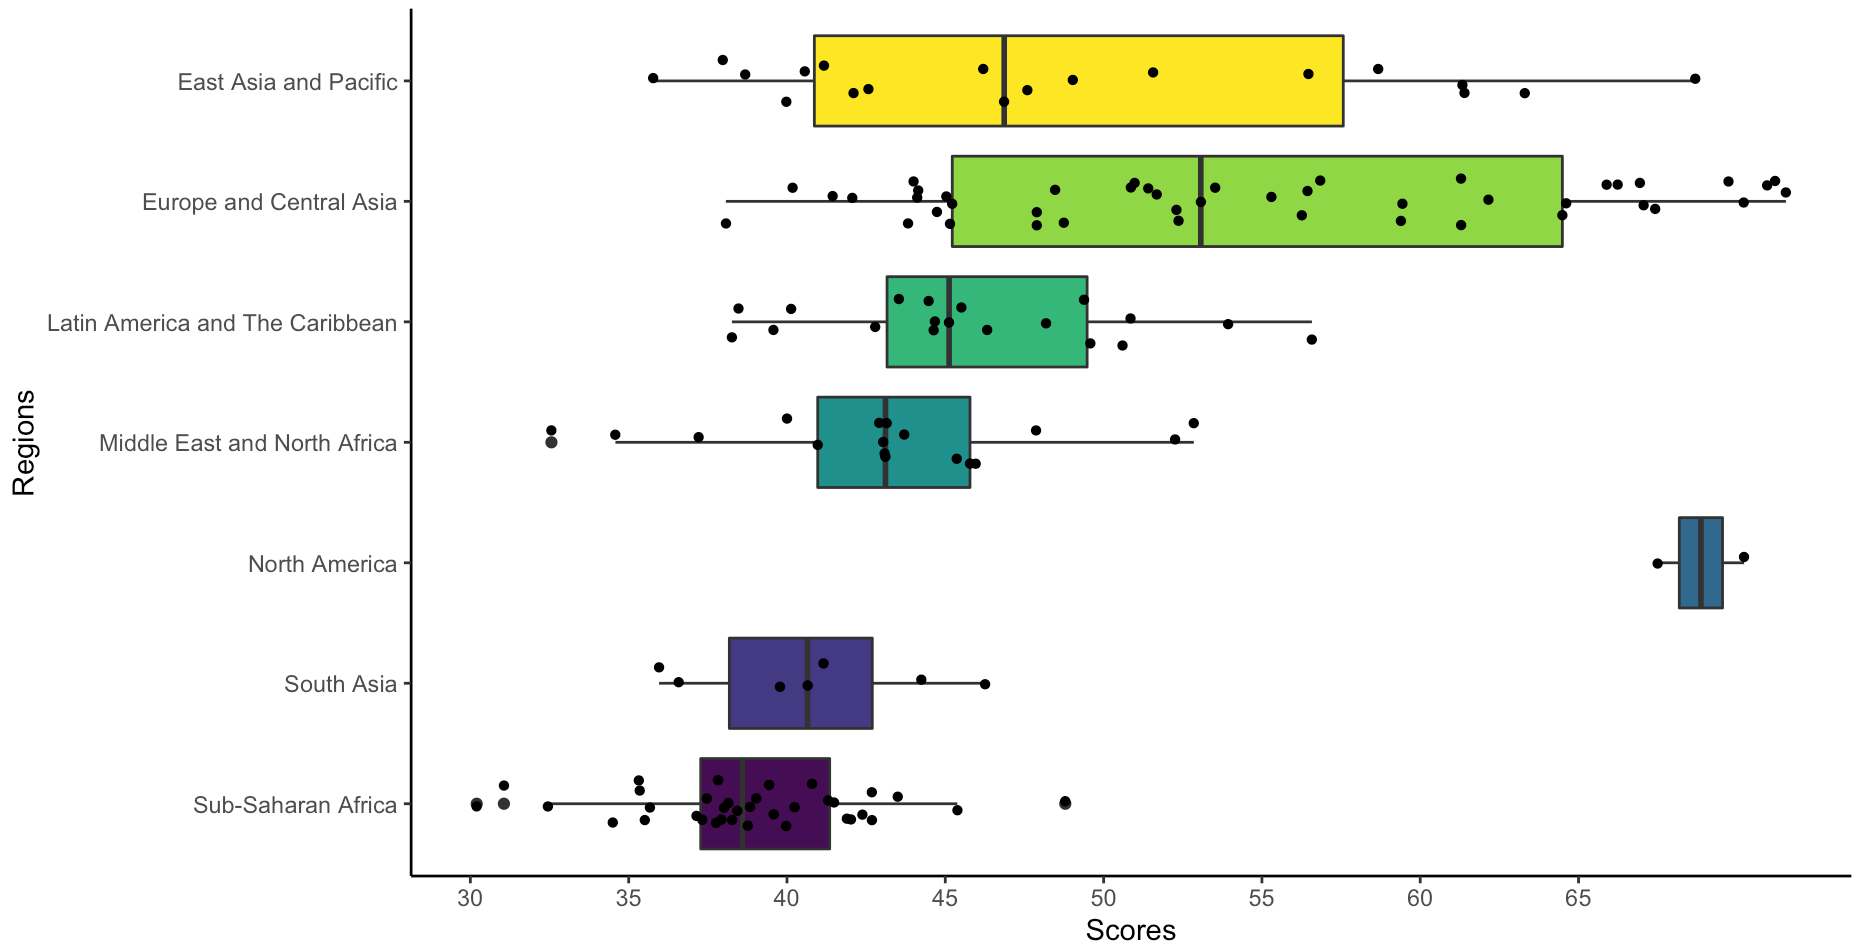 East Asia and Pacific
Europe and Central Asia
Latin America and The Caribbean
Middle East and North Africa
North America
South Asia
Sub-Saharan Africa
Regions
30 35 40 45 50 55 60 65
Scores